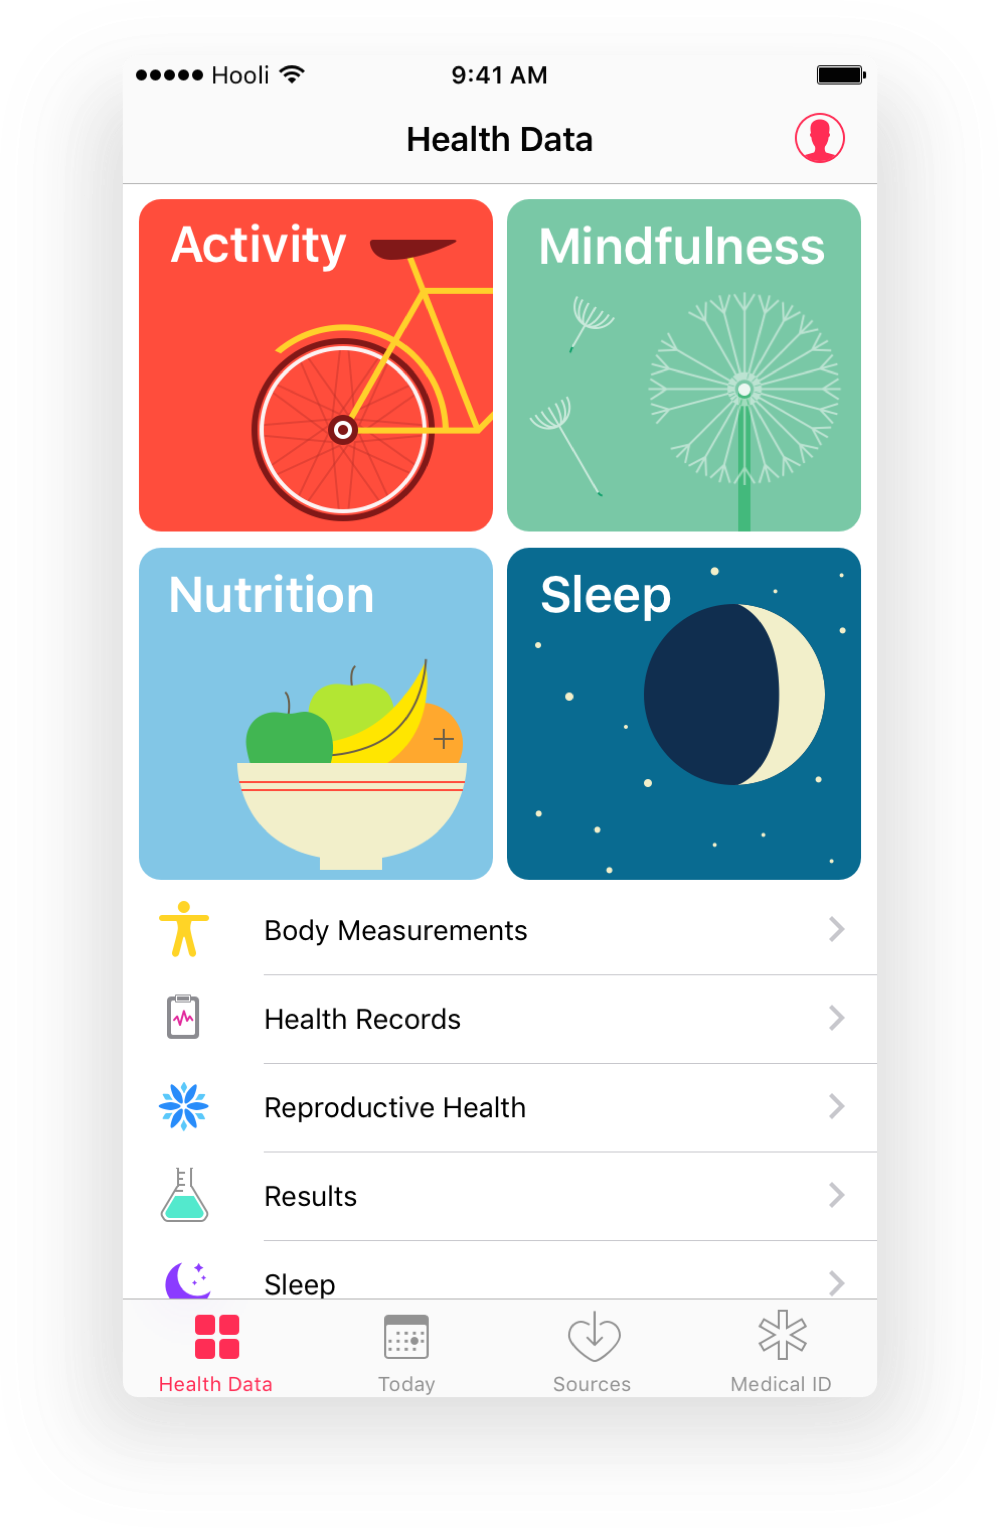 Hooli 9:41 AM
Health Data
Activity
Mindfulness
Nutrition
Sleep
Body Measurements
Health Records
Reproductive Health
Results
Sleep
Health Data Today Sources Medical ID